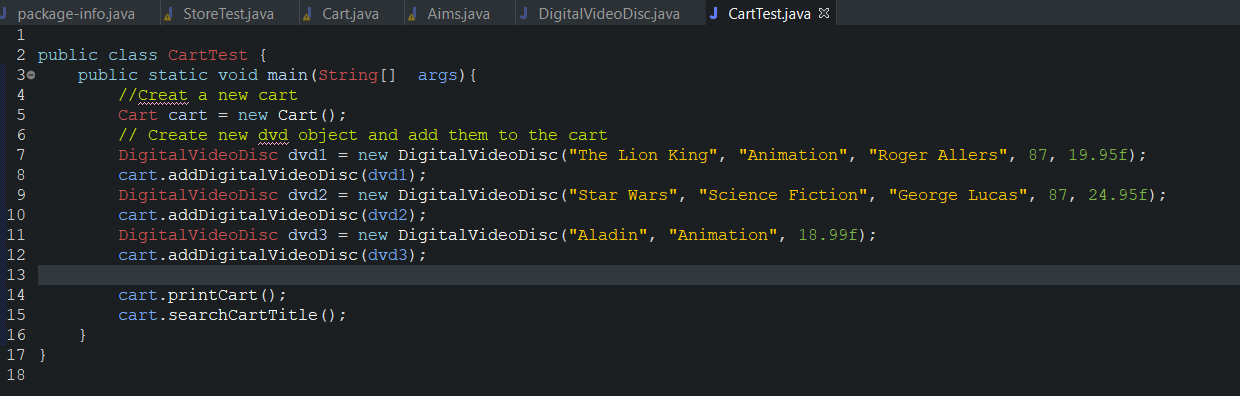 package-info.java StoreTest.java Cart.java Aims.java DigitalVideoDisc.java CartTest.java
1
2 public class CartTest {
3 public static void main(String[]  args){
4 //Creat a new cart
5 Cart cart = new Cart();
6 // Create new dvd object and add them to the cart
7 DigitalVideoDisc dvd1 = new DigitalVideoDisc("The Lion King", "Animation", "Roger Allers", 87, 19.95f);
8 cart.addDigitalVideoDisc(dvd1);
9 DigitalVideoDisc dvd2 = new DigitalVideoDisc("Star Wars", "Science Fiction", "George Lucas", 87, 24.95f);
10 cart.addDigitalVideoDisc(dvd2);
11 DigitalVideoDisc dvd3 = new DigitalVideoDisc("Aladin", "Animation", 18.99f);
12 cart.addDigitalVideoDisc(dvd3);
13
14 cart.printCart();
15 cart.searchCartTitle();
16 }
17 }
18